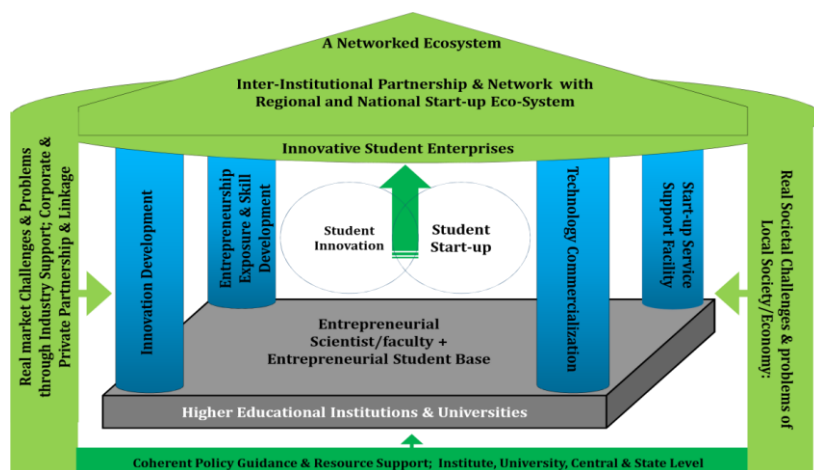 A Networked Ecosystem
Inter-Institutional Partnership & Network with
Regional and National Start-up Eco-System
Innovative Student Enterprises
Real market Challenges & Problems
through Industry Support; Corporate &
Private Partnership & Linkage
Innovation Development
Entrepreneurship
Exposure & Skill
Development
Student
Innovation
Student
Start-up
Technology Commercialization
Start-up Service
Support Facility
Real Societal Challenges & problems of
Local Society/Economy:
Entrepreneurial
Scientist/faculty +
Entrepreneurial Student Base
Higher Educational Institutions & Universities
Coherent Policy Guidance & Resource Support; Institute, University, Central & State Level